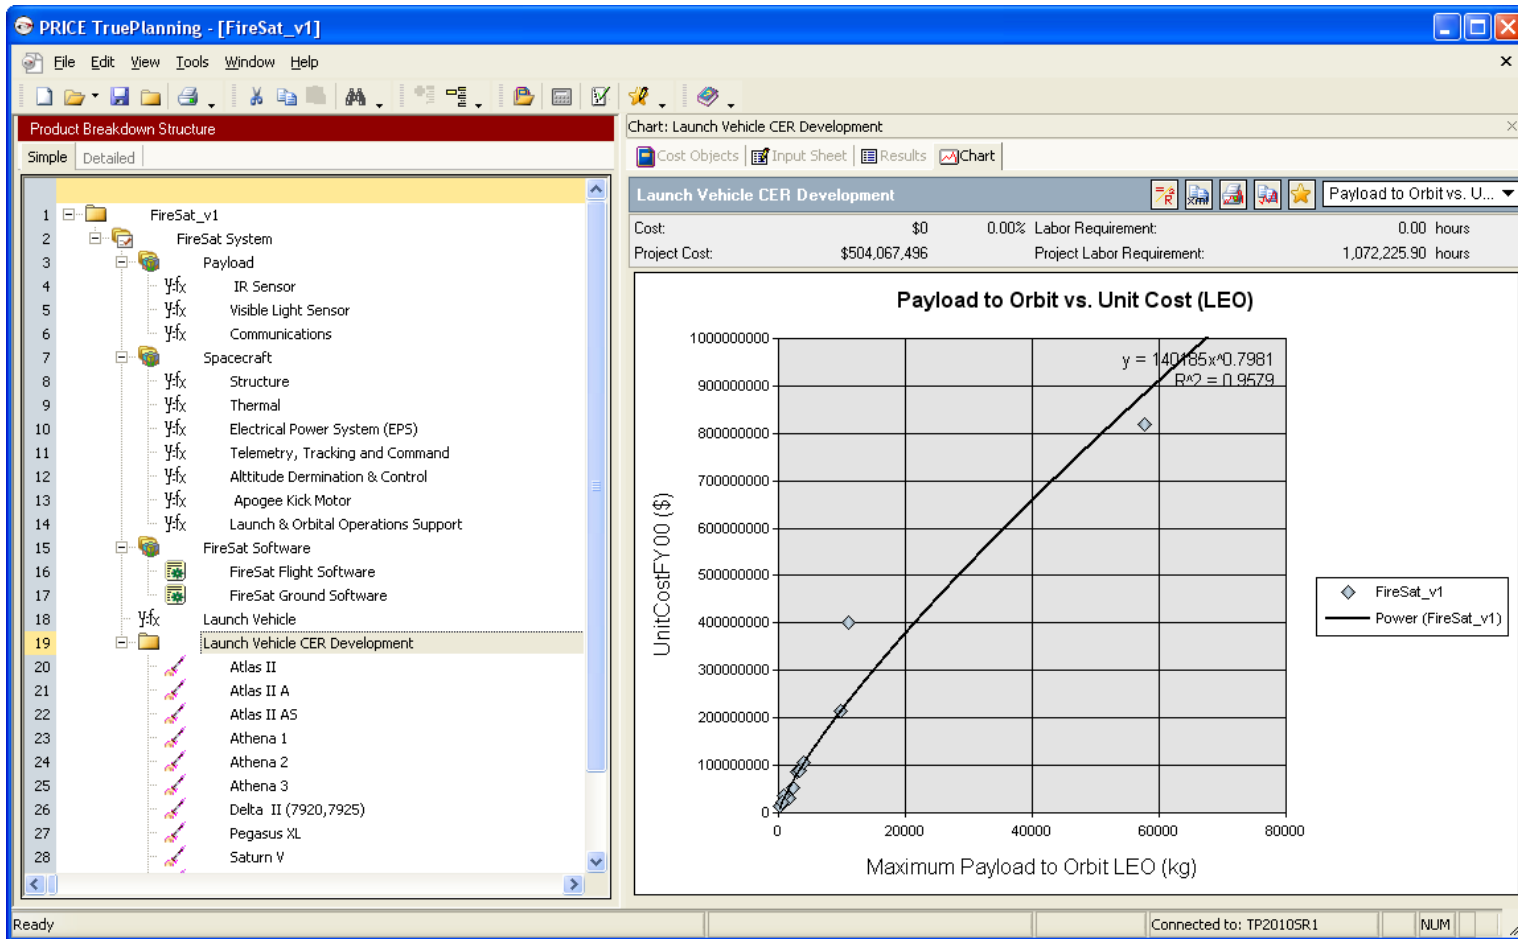 PRICE TruePlanning - [FireSat_v1]
File Edit View Tools Window Help
Product Breakdown Structure
Simple Detailed
1 FireSat_v1
2 FireSat System
3 Payload
4 IR Sensor
5 Visible Light Sensor
6 Communications
7 Spacecraft
8 Structure
9 Thermal
10 Electrical Power System (EPS)
11 Telemetry, Tracking and Command
12 Alttitude Dermination & Control
13 Apogee Kick Motor
14 Launch & Orbital Operations Support
15 FireSat Software
16 FireSat Flight Software
17 FireSat Ground Software
18 Launch Vehicle
19 Launch Vehicle CER Development
20 Atlas II
21 Atlas II A
22 Atlas II AS
23 Athena 1
24 Athena 2
25 Athena 3
26 Delta II (7920,7925)
27 Pegasus XL
28 Saturn V
Chart: Launch Vehicle CER Development
Cost Objects Input Sheet Results Chart
Launch Vehicle CER Development Payload to Orbit vs. U...
Cost: $0 0.00% Labor Requirement: 0.00 hours
Project Cost: $504,067,496 Project Labor Requirement: 1,072,225.90 hours
Payload to Orbit vs. Unit Cost (LEO)
y = 140185x^0.7981
R^2 = 0.9579
UnitCostFY00 ($)
1000000000
900000000
800000000
700000000
600000000
500000000
400000000
300000000
200000000
100000000
0
0 20000 40000 60000 80000
Maximum Payload to Orbit LEO (kg)
FireSat_v1
Power (FireSat_v1)
Ready Connected to: TP2010SR1 NUM